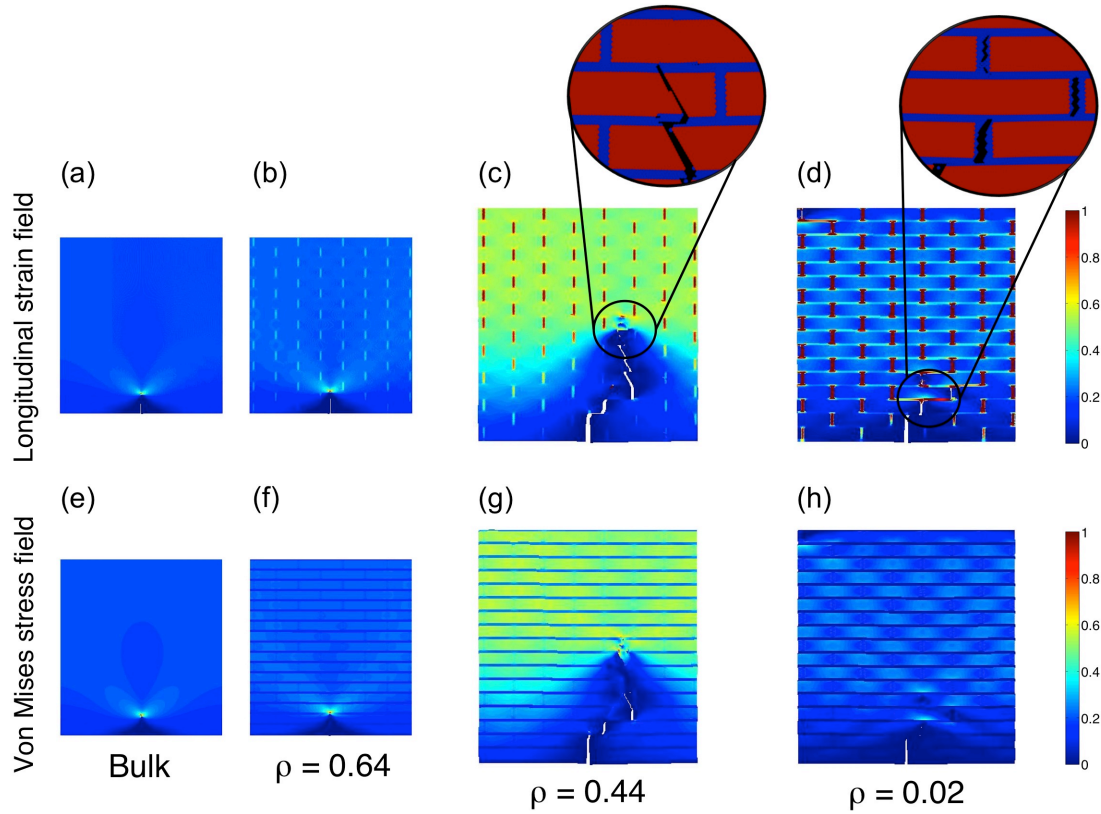 (a)
(b)
(c)
(d)
Longitudinal strain field
1
0.8
0.6
0.4
0.2
0
(e)
(f)
(g)
(h)
Von Mises stress field
1
0.8
0.6
0.4
0.2
0
Bulk
ρ = 0.64
ρ = 0.44
ρ = 0.02